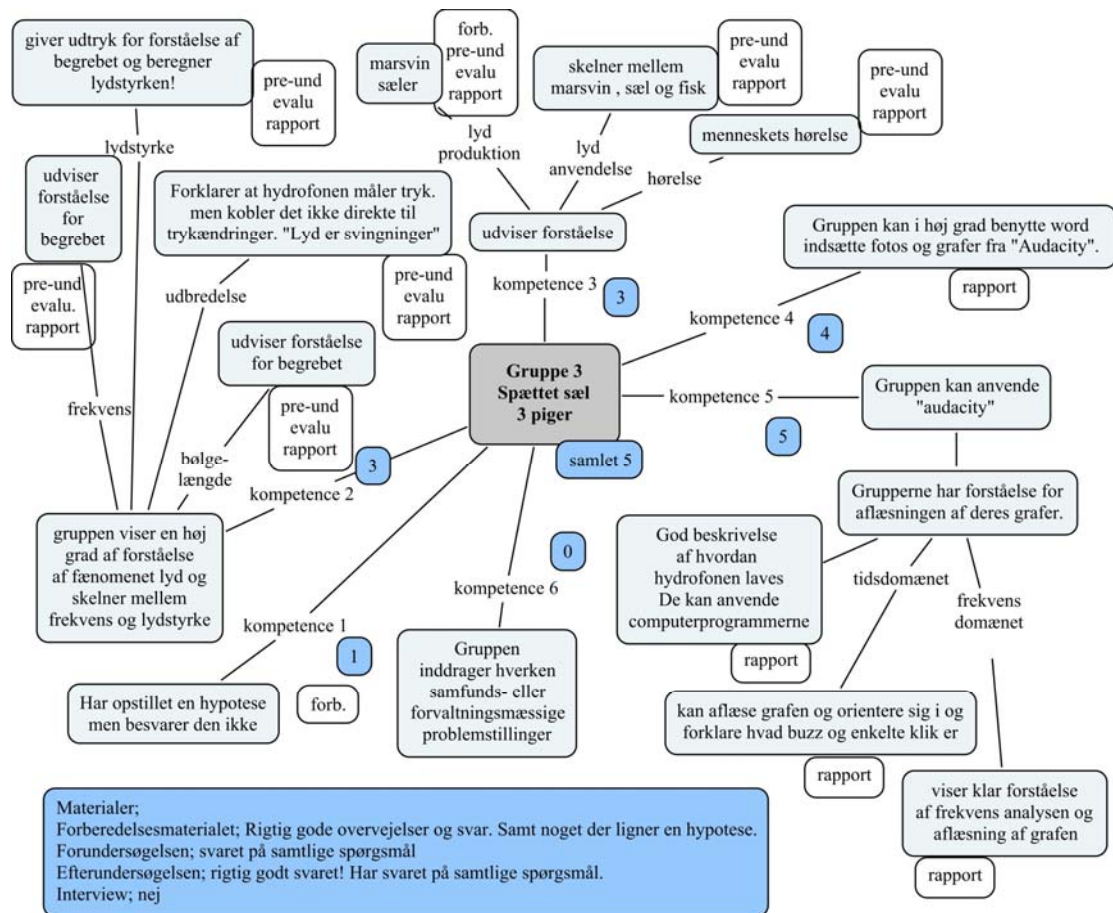 giver udtryk for forståelse af
begrebet og beregner
lydstyrken!
pre-und
evalu
rapport
marsvin
sæler
forb.
pre-und
evalu
rapport
skelner mellem
marsvin , sæl og fisk
pre-und
evalu
rapport
menneskets hørelse
pre-und
evalu
rapport
lydstyrke
lyd
produktion
lyd
anvendelse
hørelse
udviser
forståelse
for
begrebet
pre-und
evalu.
rapport
Forklarer at hydrofonen måler tryk.
men kobler det ikke direkte til
trykændringer. "Lyd er svingninger"
pre-und
evalu
rapport
udviser forståelse
Gruppen kan i høj grad benytte word
indsætte fotos og grafer fra "Audacity".
rapport
udbredelse
kompetence 3
3
kompetence 4
4
udviser forståelse
for begrebet
pre-und
evalu
rapport
Gruppe 3
Spættet sæl
3 piger
samlet 5
kompetence 5
5
Gruppen kan anvende
"audacity"
frekvens
bølge-
længde
kompetence 2
3
Grupperne har forståelse for
aflæsningen af deres grafer.
gruppen viser en høj
grad af forståelse
af fænomenet lyd og
skelner mellem
frekvens og lydstyrke
God beskrivelse
af hvordan
hydrofonen laves
De kan anvende
computerprogrammerne
rapport
tidsdomænet
frekvens
domænet
kompetence 1
1
kompetence 6
0
Har opstillet en hypotese
men besvarer den ikke
forb.
Gruppen
inddrager hverken
samfunds- eller
forvaltningsmæssige
problemstillinger
kan aflæse grafen og orientere sig i og
forklare hvad buzz og enkelte klik er
rapport
viser klar forståelse
af frekvens analysen og
aflæsning af grafen
rapport
Materialer;
Forberedelsesmaterialet; Rigtig gode overvejelser og svar. Samt noget der ligner en hypotese.
Forundersøgelsen; svaret på samtlige spørgsmål
Efterundersøgelsen; rigtig godt svaret! Har svaret på samtlige spørgsmål.
Interview; nej